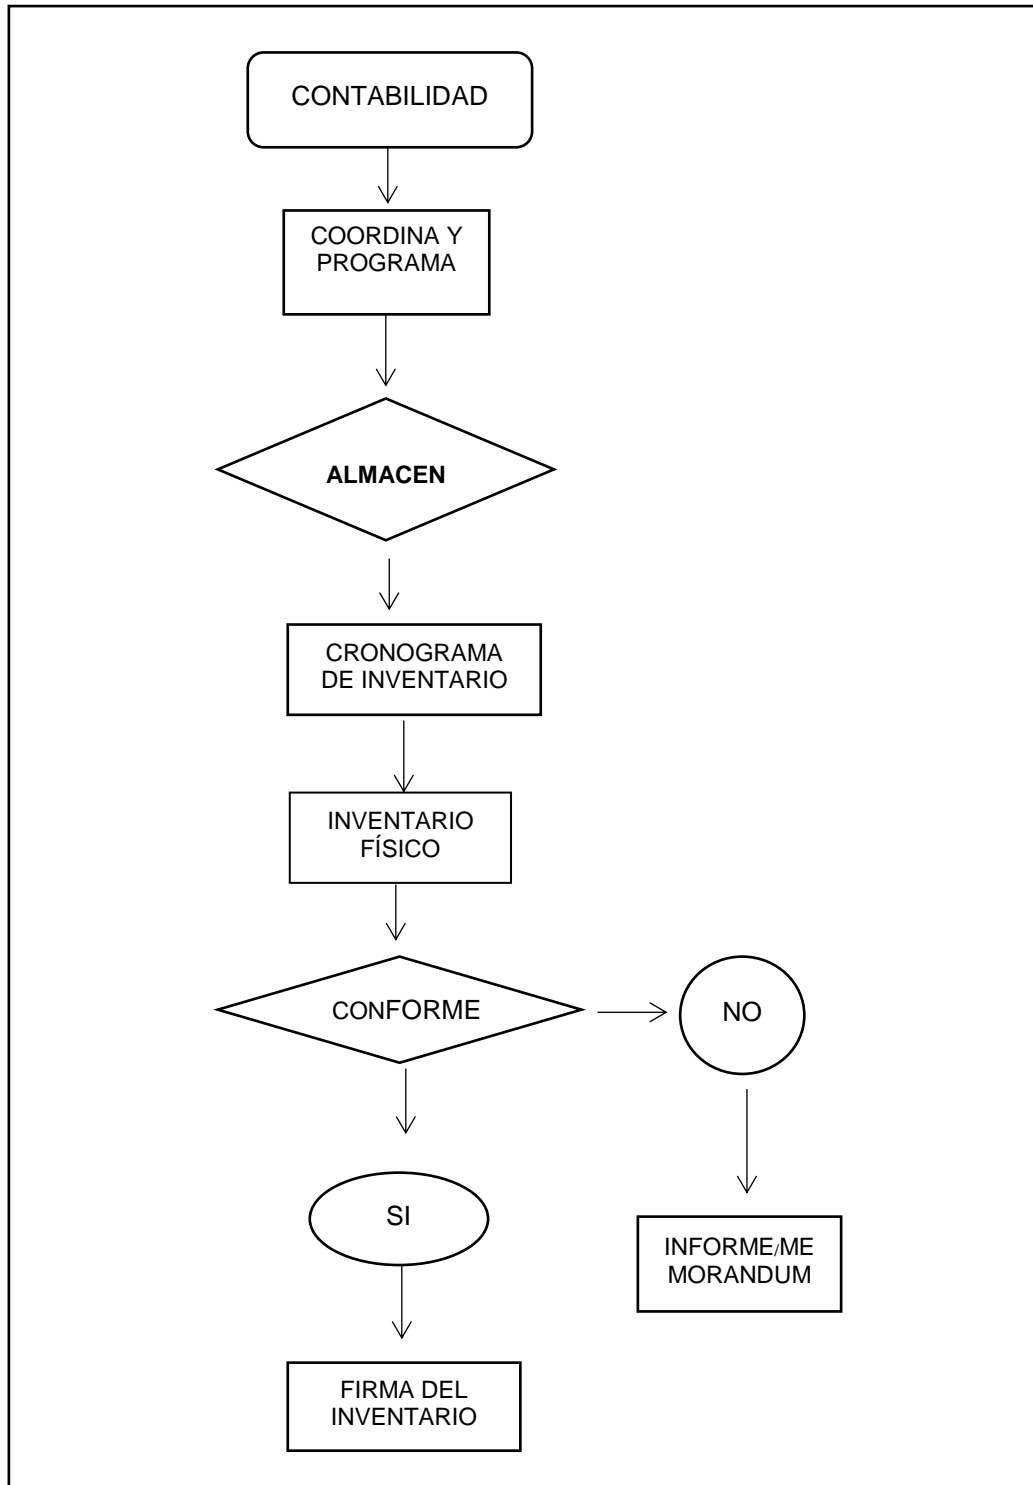 CONTABILIDAD
COORDINA Y
PROGRAMA
ALMACEN
CRONOGRAMA
DE INVENTARIO
INVENTARIO
FÍSICO
CONFORME
NO
SI
INFORME/ME
MORANDUM
FIRMA DEL
INVENTARIO